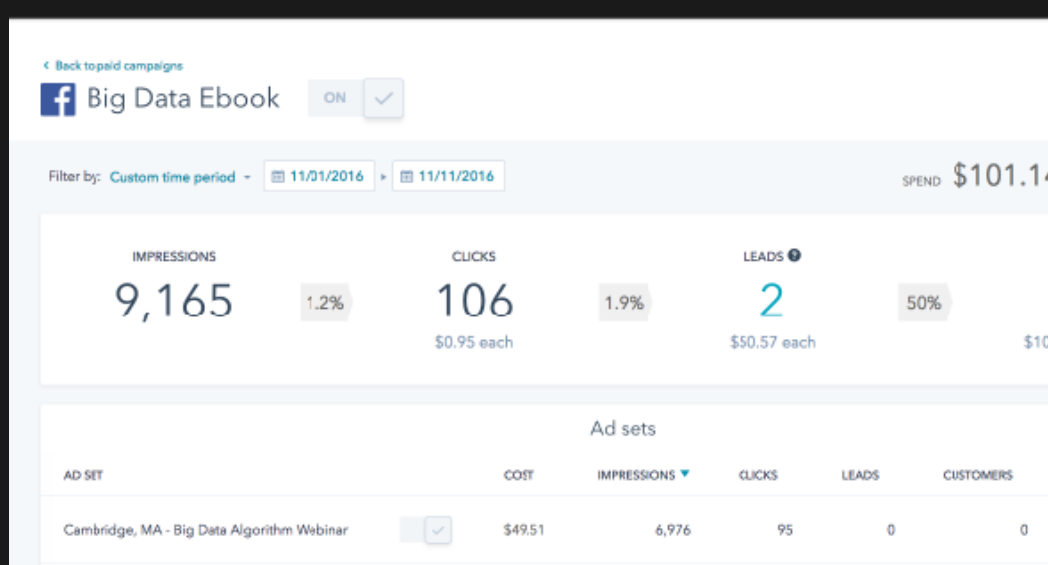 Back to paid campaigns
Big Data Ebook ON
Filter by: Custom time period 11/01/2016 11/11/2016 SPEND $101.14
IMPRESSIONS CLICKS LEADS
9,165 1.2% 106 1.9% 2 50%
$0.95 each $50.57 each $10
Ad sets
AD SET COST IMPRESSIONS CLICKS LEADS CUSTOMERS
Cambridge, MA - Big Data Algorithm Webinar $49.51 6,976 95 0 0